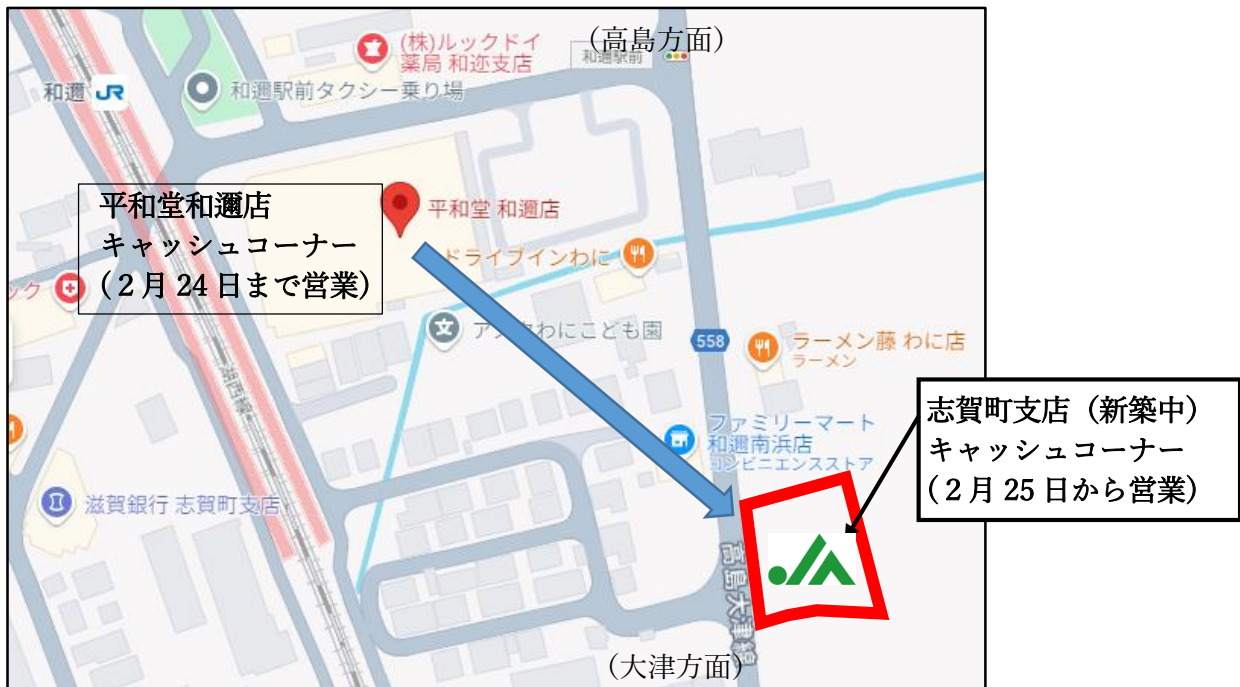 (高島方面)
(株)ルックドイ
薬局 和迩支店
和邇駅前
和邇 JR
和邇駅前タクシー乗り場
平和堂和邇店
キャッシュコーナー
(2月24日まで営業)
平和堂 和邇店
ドライブインわに
ック
わにこども園
558
ラーメン藤 わに店
ラーメン
志賀町支店（新築中）
キャッシュコーナー
(2月25日から営業)
ファミリーマート
和邇南浜店
コンビニエンスストア
湖西線
滋賀銀行 志賀町支店
高島大津線
(大津方面)